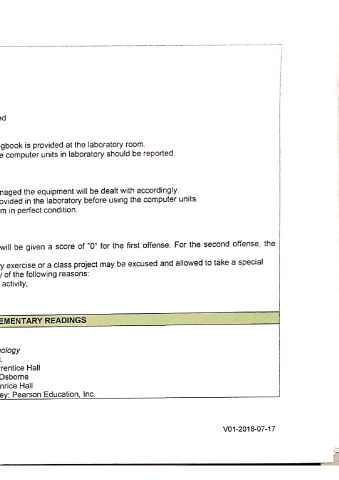 ed
gbook is provided at the laboratory room.
e computer units in laboratory should be reported.
maged the equipment will be dealt with accordingly.
ovided in the laboratory before using the computer units.
m in perfect condition.
will be given a score of "0" for the first offense. For the second offense, the
y exercise or a class project may be excused and allowed to take a special
y of the following reasons:
activity;
EMENTARY READINGS
ology
rentice Hall
Osborne
nrice Hall
ey: Pearson Education, Inc.
V01-2018-07-17